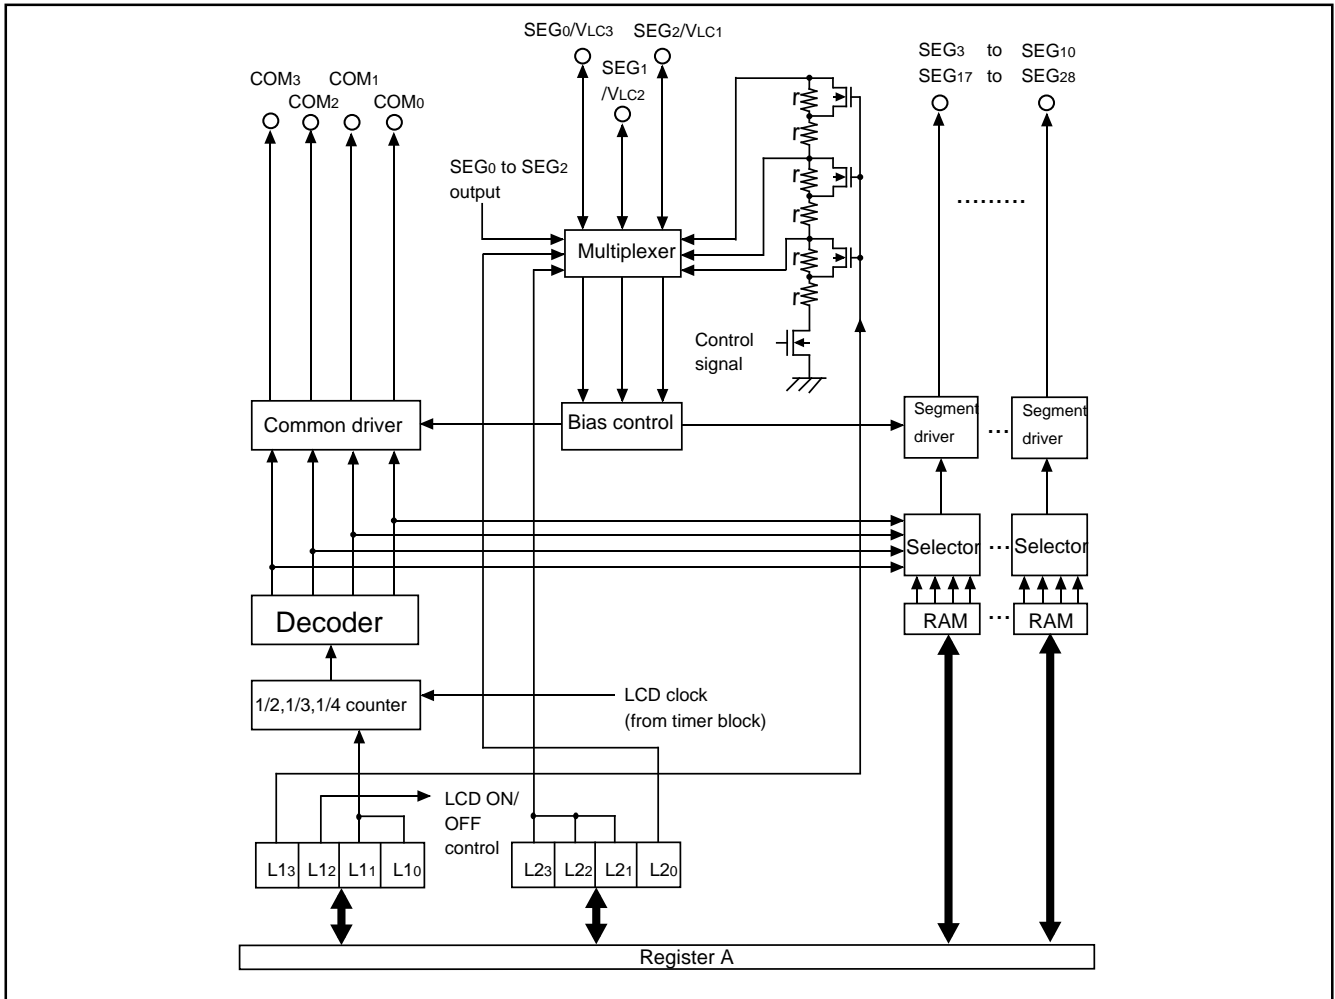 SEG0/VLC3 SEG2/VLC1
SEG1
/VLC2
SEG3 to SEG10
SEG17 to SEG28
COM3 COM1
COM2 COM0
r
r
r
r
r
r
SEG0 to SEG2
output
Multiplexer
Control
signal
Common driver
Bias control
Segment
driver
...
Segment
driver
Selector
...
Selector
Decoder
RAM
...
RAM
1/2,1/3,1/4 counter
LCD clock
(from timer block)
LCD ON/
OFF
control
L13 L12 L11 L10
L23 L22 L21 L20
Register A